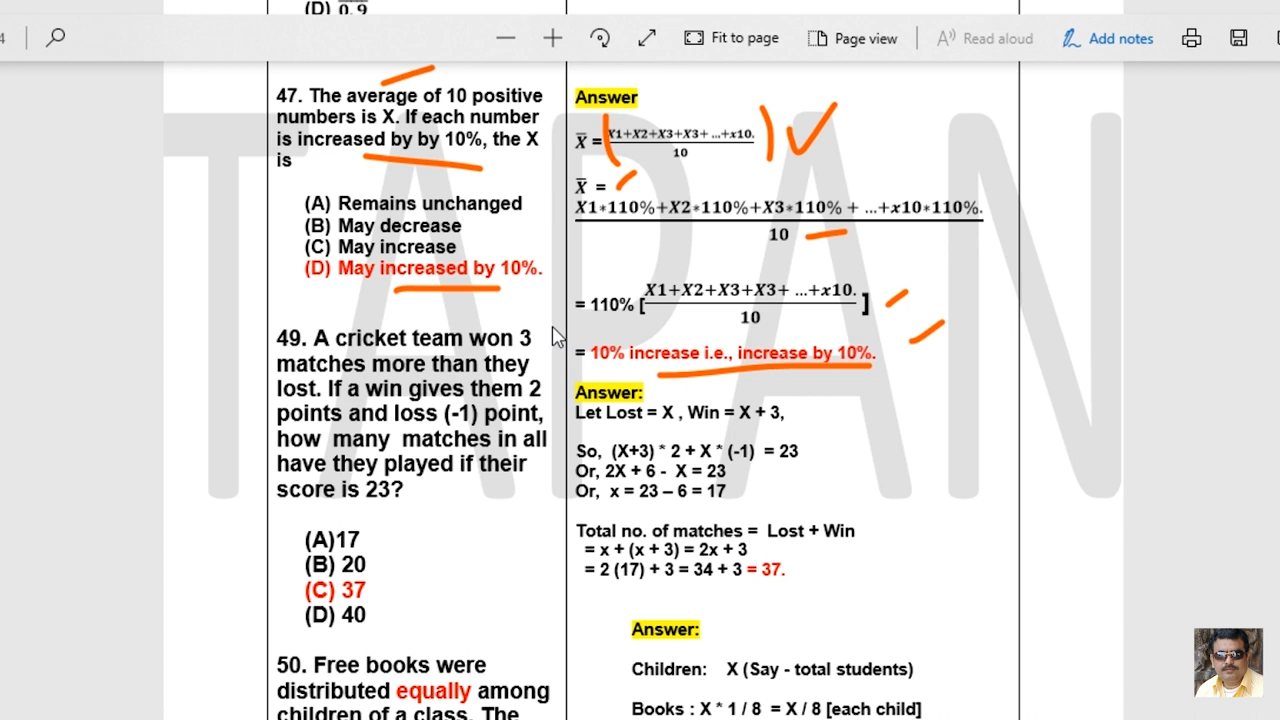 (D) 0.9
4
Fit to page
Page view
Read aloud
Add notes
47. The average of 10 positive
numbers is X. If each number
is increased by by 10%, the X
is
(A) Remains unchanged
(B) May decrease
(C) May increase
(D) May increased by 10%.
49. A cricket team won 3
matches more than they
lost. If a win gives them 2
points and loss (-1) point,
how many matches in all
have they played if their
score is 23?
(A)17
(B) 20
(C) 37
(D) 40
50. Free books were
distributed equally among
children of a class. The
Answer
X̅ = X1+X2+X3+X3+ ...+x10.
10
X̅ =
X1*110%+X2*110%+X3*110% + ...+x10*110%.
10
= 110% [X1+X2+X3+X3+ ...+x10. ]
10
= 10% increase i.e., increase by 10%.
Answer:
Let Lost = X , Win = X + 3,
So, (X+3) * 2 + X * (-1) = 23
Or, 2X + 6 - X = 23
Or, x = 23 – 6 = 17
Total no. of matches = Lost + Win
= x + (x + 3) = 2x + 3
= 2 (17) + 3 = 34 + 3 = 37.
Answer:
Children: X (Say - total students)
Books : X * 1 / 8 = X / 8 [each child]
TAPAN